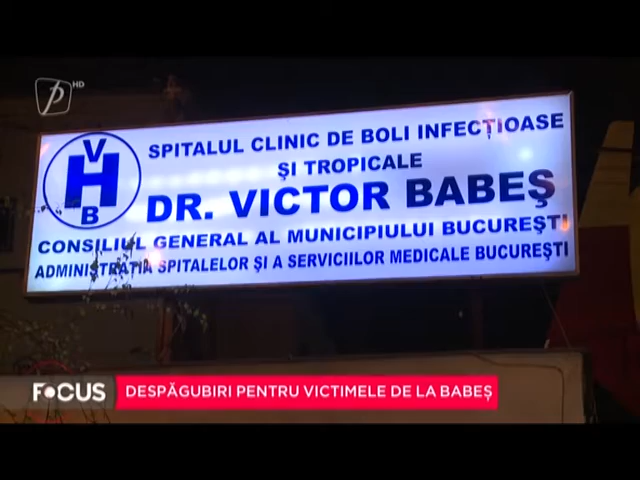 p HD
SPITALUL CLINIC DE BOLI INFECȚIOASE
ȘI TROPICALE
DR. VICTOR BABEȘ
CONSILIUL GENERAL AL MUNICIPIULUI BUCUREȘTI
ADMINISTRAȚIA SPITALELOR ȘI A SERVICIILOR MEDICALE BUCUREȘTI
V
H
B
FOCUS DESPĂGUBIRI PENTRU VICTIMELE DE LA BABEȘ